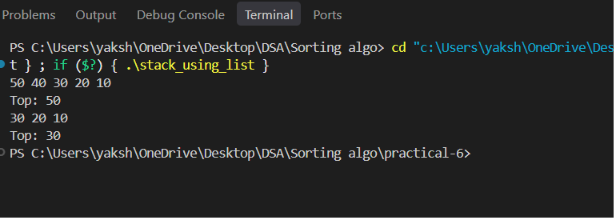 Problems Output Debug Console Terminal Ports
PS C:\Users\yaksh\OneDrive\Desktop\DSA\Sorting algo> cd "c:\Users\yaksh\OneDrive\Des
t } ; if ($?) { .\stack_using_list }
50 40 30 20 10
Top: 50
30 20 10
Top: 30
PS C:\Users\yaksh\OneDrive\Desktop\DSA\Sorting algo\practical-6>